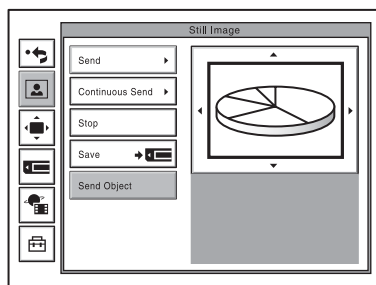 Still Image
Send
Continuous Send
Stop
Save
Send Object